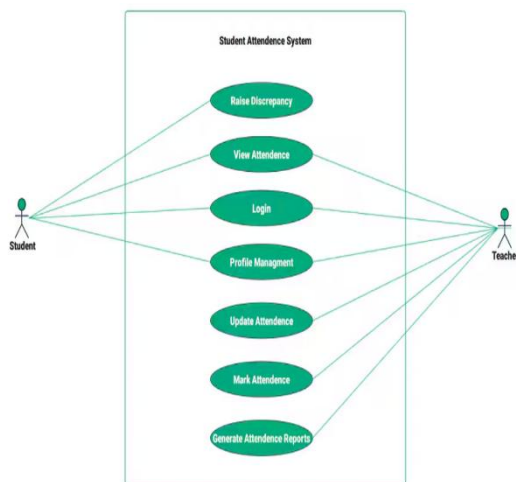 Student Attendence System
Raise Discrepancy
View Attendence
Login
Student
Profile Managment
Teache
Update Attendence
Mark Attendence
Generate Attendence Reports